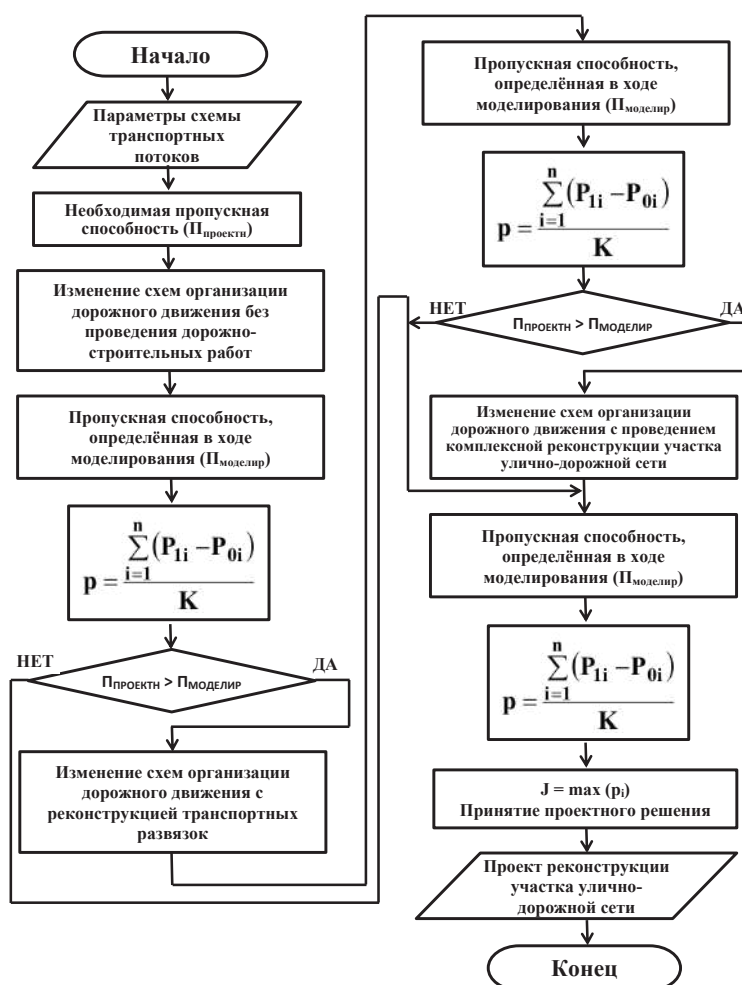 Начало
Параметры схемы
транспортных
потоков
Необходимая пропускная
способность (Ппроектн)
Изменение схем организации
дорожного движения без
проведения дорожно-
строительных работ
Пропускная способность,
определённая в ходе
моделирования (Пмоделир)
p = ∑ⁿᵢ₌₁(P₁ᵢ − P₀ᵢ) / K
НЕТ
ДА
ППРОЕКТН > ПМОДЕЛИР
Изменение схем организации
дорожного движения с
реконструкцией транспортных
развязок
Пропускная способность,
определённая в ходе
моделирования (Пмоделир)
p = ∑ⁿᵢ₌₁(P₁ᵢ − P₀ᵢ) / K
НЕТ
ДА
ППРОЕКТН > ПМОДЕЛИР
Изменение схем организации
дорожного движения с проведением
комплексной реконструкции участка
улично-дорожной сети
Пропускная способность,
определённая в ходе
моделирования (Пмоделир)
p = ∑ⁿᵢ₌₁(P₁ᵢ − P₀ᵢ) / K
J = max (pᵢ)
Принятие проектного решения
Проект реконструкции
участка улично-
дорожной сети
Конец